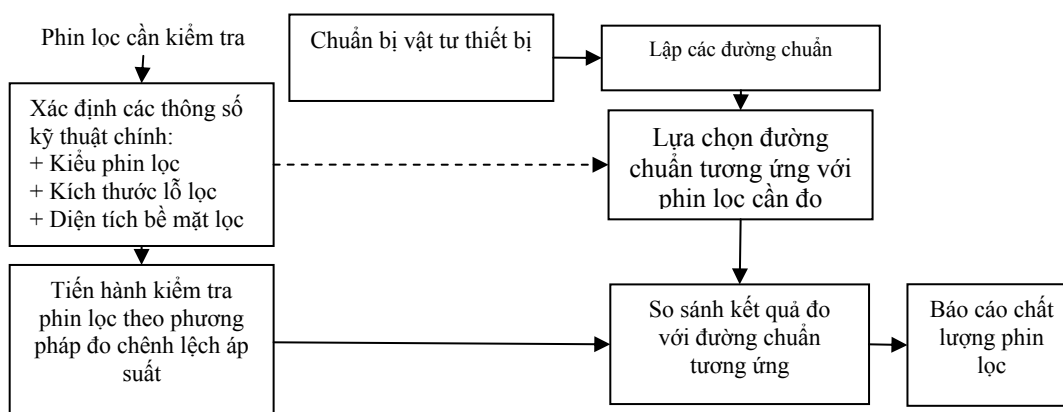 Phin lọc cần kiểm tra
Chuẩn bị vật tư thiết bị
Lập các đường chuẩn
Xác định các thông số
kỹ thuật chính:
+ Kiểu phin lọc
+ Kích thước lỗ lọc
+ Diện tích bề mặt lọc
Lựa chọn đường
chuẩn tương ứng với
phin lọc cần đo
Tiến hành kiểm tra
phin lọc theo phương
pháp đo chênh lệch áp
suất
So sánh kết quả đo
với đường chuẩn
tương ứng
Báo cáo chất
lượng phin
lọc